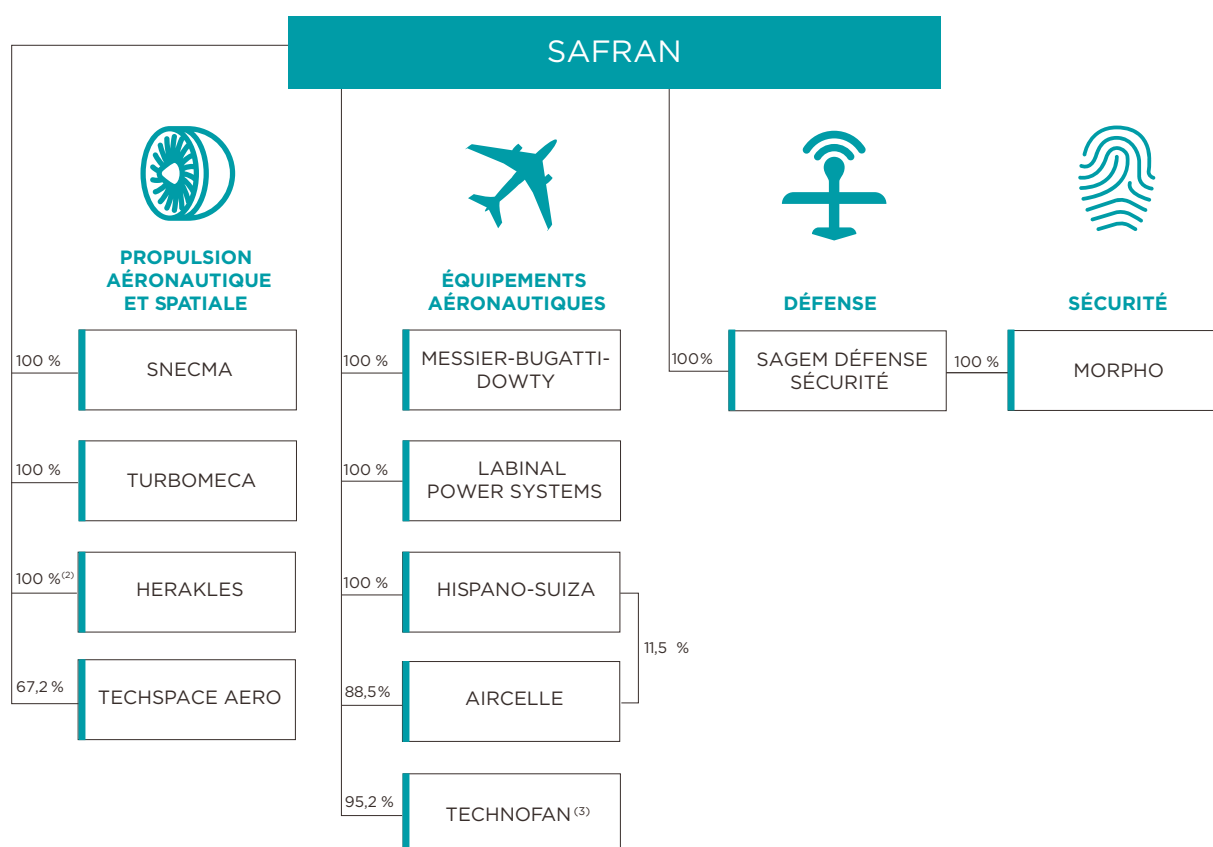 SAFRAN
PROPULSION
AÉRONAUTIQUE
ET SPATIALE
100 %
SNECMA
100 %
TURBOMECA
100 %(2)
HERAKLES
67,2 %
TECHSPACE AERO
ÉQUIPEMENTS
AÉRONAUTIQUES
100 %
MESSIER-BUGATTI-
DOWTY
100 %
LABINAL
POWER SYSTEMS
100 %
HISPANO-SUIZA
11,5 %
88,5%
AIRCELLE
95,2 %
TECHNOFAN(3)
DÉFENSE
100%
SAGEM DÉFENSE
SÉCURITÉ
SÉCURITÉ
100 %
MORPHO